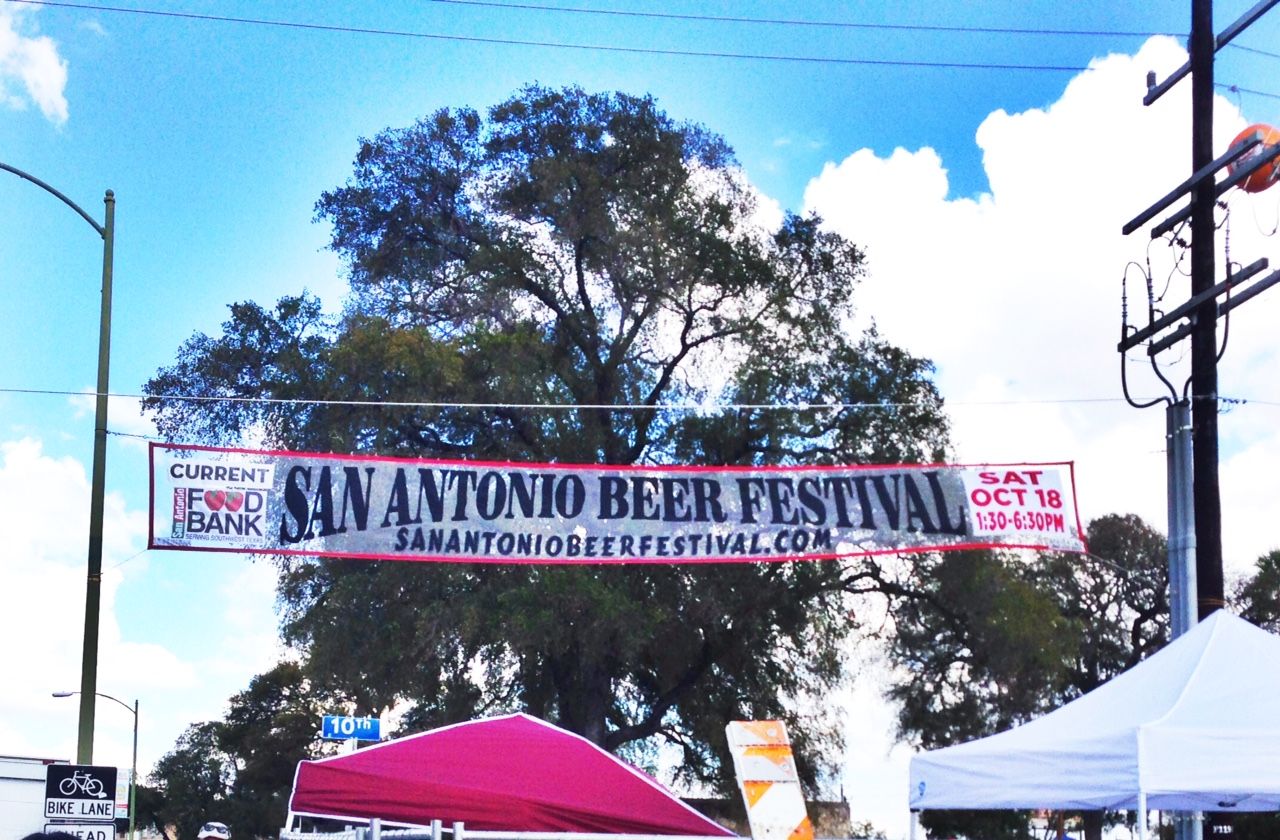 CURRENT
San Antonio
FOOD
BANK
SERVING SOUTHWEST TEXAS
SAN ANTONIO BEER FESTIVAL
SANANTONIOBEERFESTIVAL.COM
SAT
OCT 18
1:30-6:30PM
10TH
BIKE LANE
AHEAD